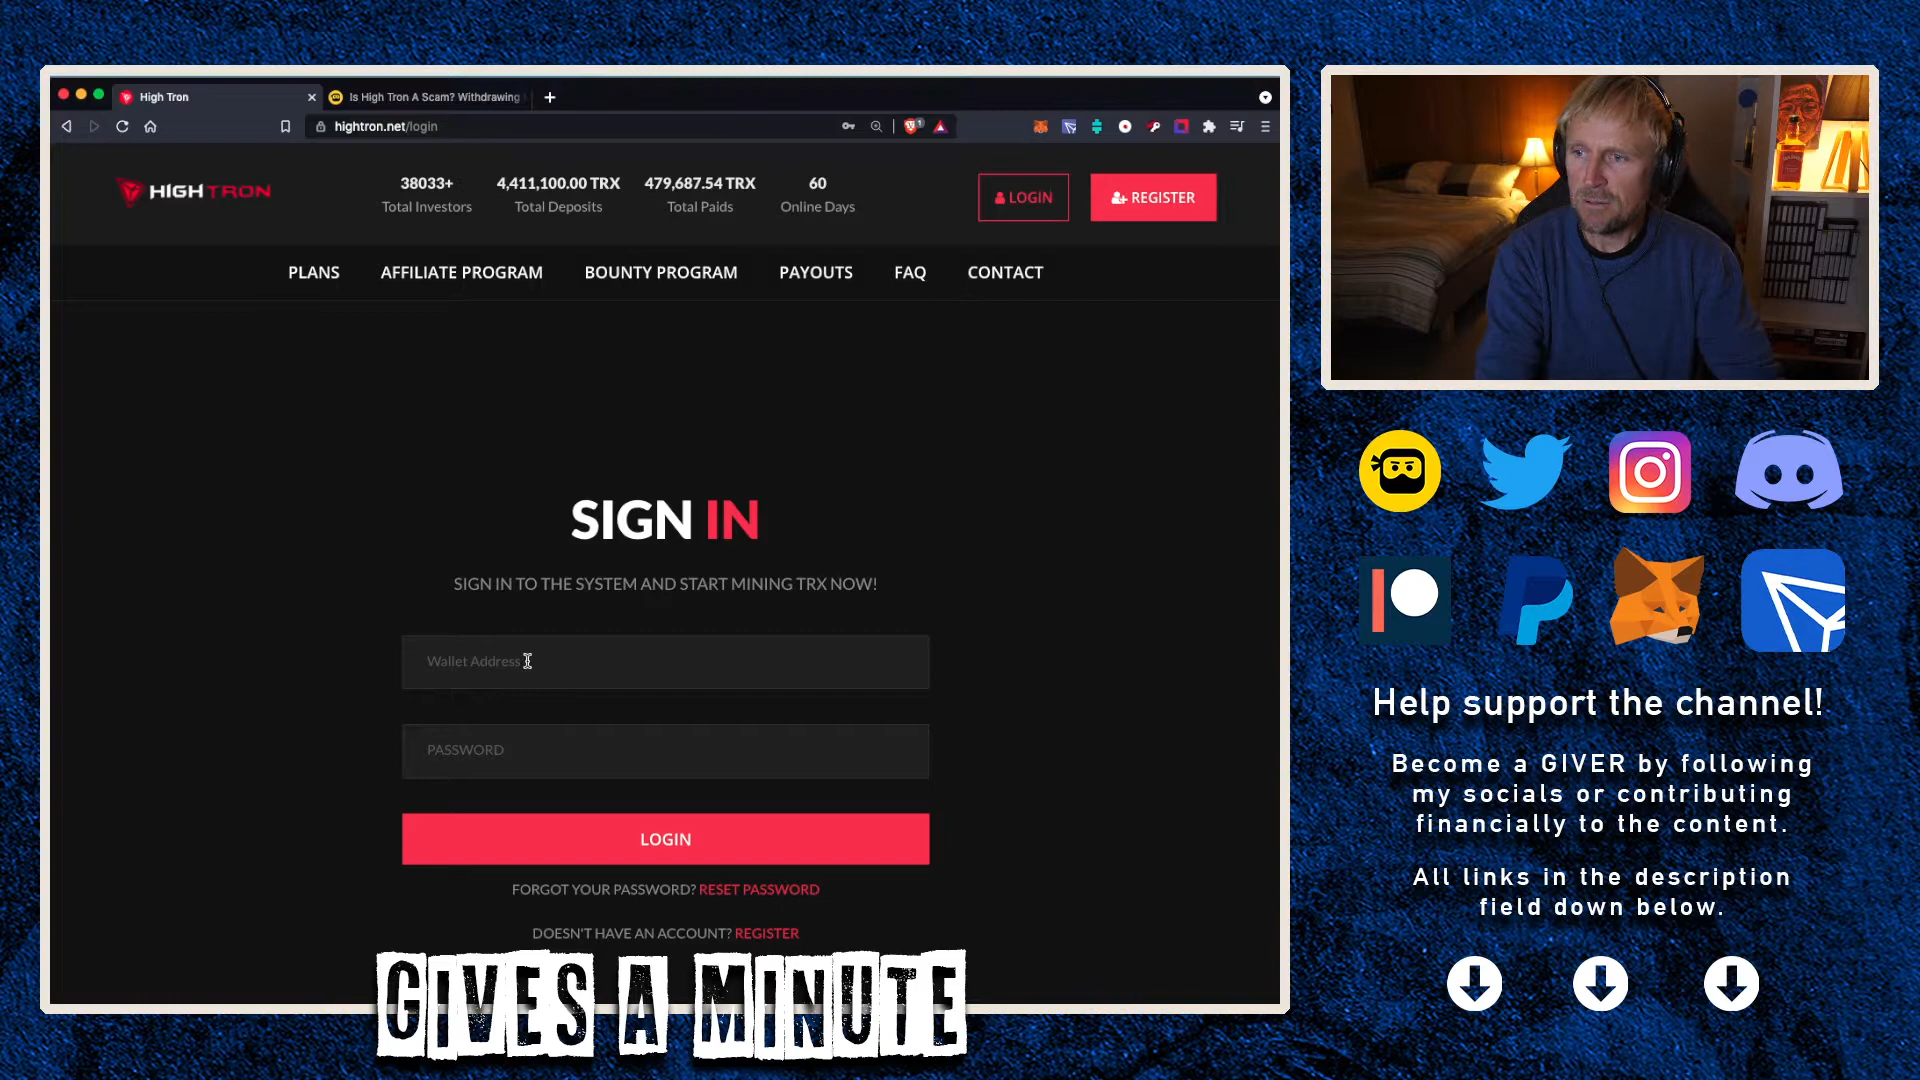 High Tron
Is High Tron A Scam? Withdrawing
hightron.net/login
HIGHTRON
38033+
Total Investors
4,411,100.00 TRX
Total Deposits
479,687.54 TRX
Total Paids
60
Online Days
LOGIN
REGISTER
PLANS
AFFILIATE PROGRAM
BOUNTY PROGRAM
PAYOUTS
FAQ
CONTACT
SIGN IN
SIGN IN TO THE SYSTEM AND START MINING TRX NOW!
Wallet Address
PASSWORD
LOGIN
FORGOT YOUR PASSWORD? RESET PASSWORD
DOESN'T HAVE AN ACCOUNT? REGISTER
GIVES A MINUTE
Help support the channel!
Become a GIVER by following
my socials or contributing
financially to the content.
All links in the description
field down below.